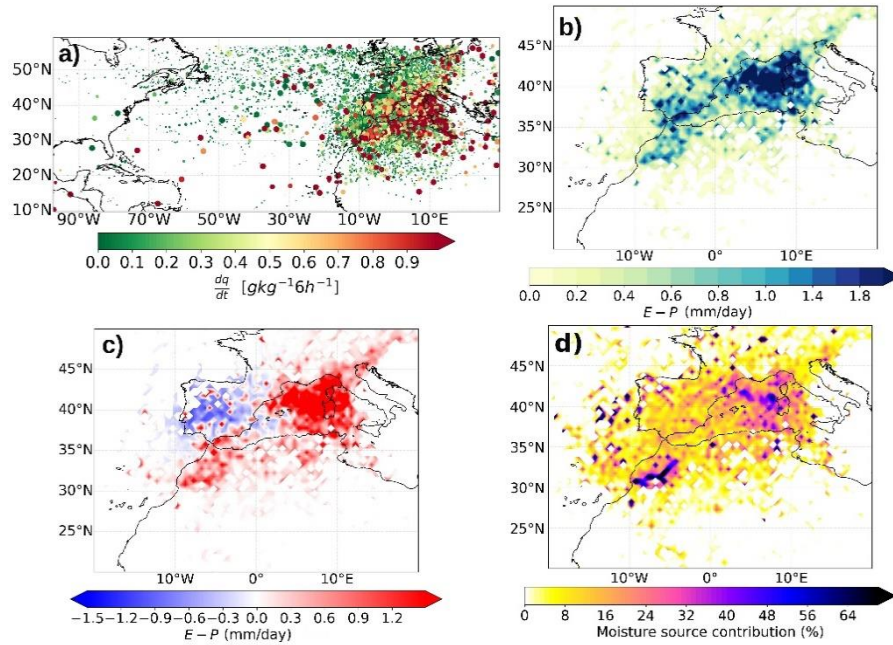 a)
50°N
40°N
30°N
20°N
10°N
90°W 70°W 50°W 30°W 10°W 10°E
0.0 0.1 0.2 0.3 0.4 0.5 0.6 0.7 0.8 0.9
dq/dt [gkg⁻¹6h⁻¹]
b)
45°N
40°N
35°N
30°N
25°N
10°W 0° 10°E
0.0 0.2 0.4 0.6 0.8 1.0 1.4 1.8
E − P (mm/day)
c)
45°N
40°N
35°N
30°N
25°N
10°W 0° 10°E
−1.5 −1.2 −0.9 −0.6 −0.3 0.0 0.3 0.6 0.9 1.2
E − P (mm/day)
d)
45°N
40°N
35°N
30°N
25°N
10°W 0° 10°E
0 8 16 24 32 40 48 56 64
Moisture source contribution (%)